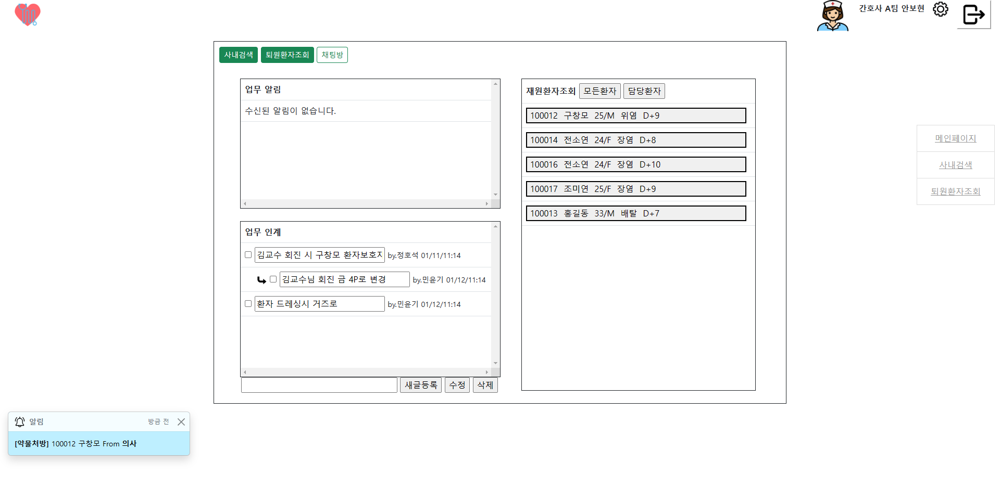 간호사 A팀 안보현
사내검색 퇴원환자조회 채팅방
업무 알림
수신된 알림이 없습니다.
업무 인계
김교수 회진 시 구창모 환자보호자 by.정호석 01/11/11:14
김교수님 회진 금 4P로 변경 by.민윤기 01/12/11:14
환자 드레싱시 거즈로 by.민윤기 01/12/11:14
새글등록 수정 삭제
재원환자조회 모든환자 담당환자
100012 구창모 25/M 위염 D+9
100014 전소연 24/F 장염 D+8
100016 전소연 24/F 장염 D+10
100017 조미연 25/F 장염 D+9
100013 홍길동 33/M 배탈 D+7
메인페이지
사내검색
퇴원환자조회
알림 방금 전
[약물처방] 100012 구창모 From 의사